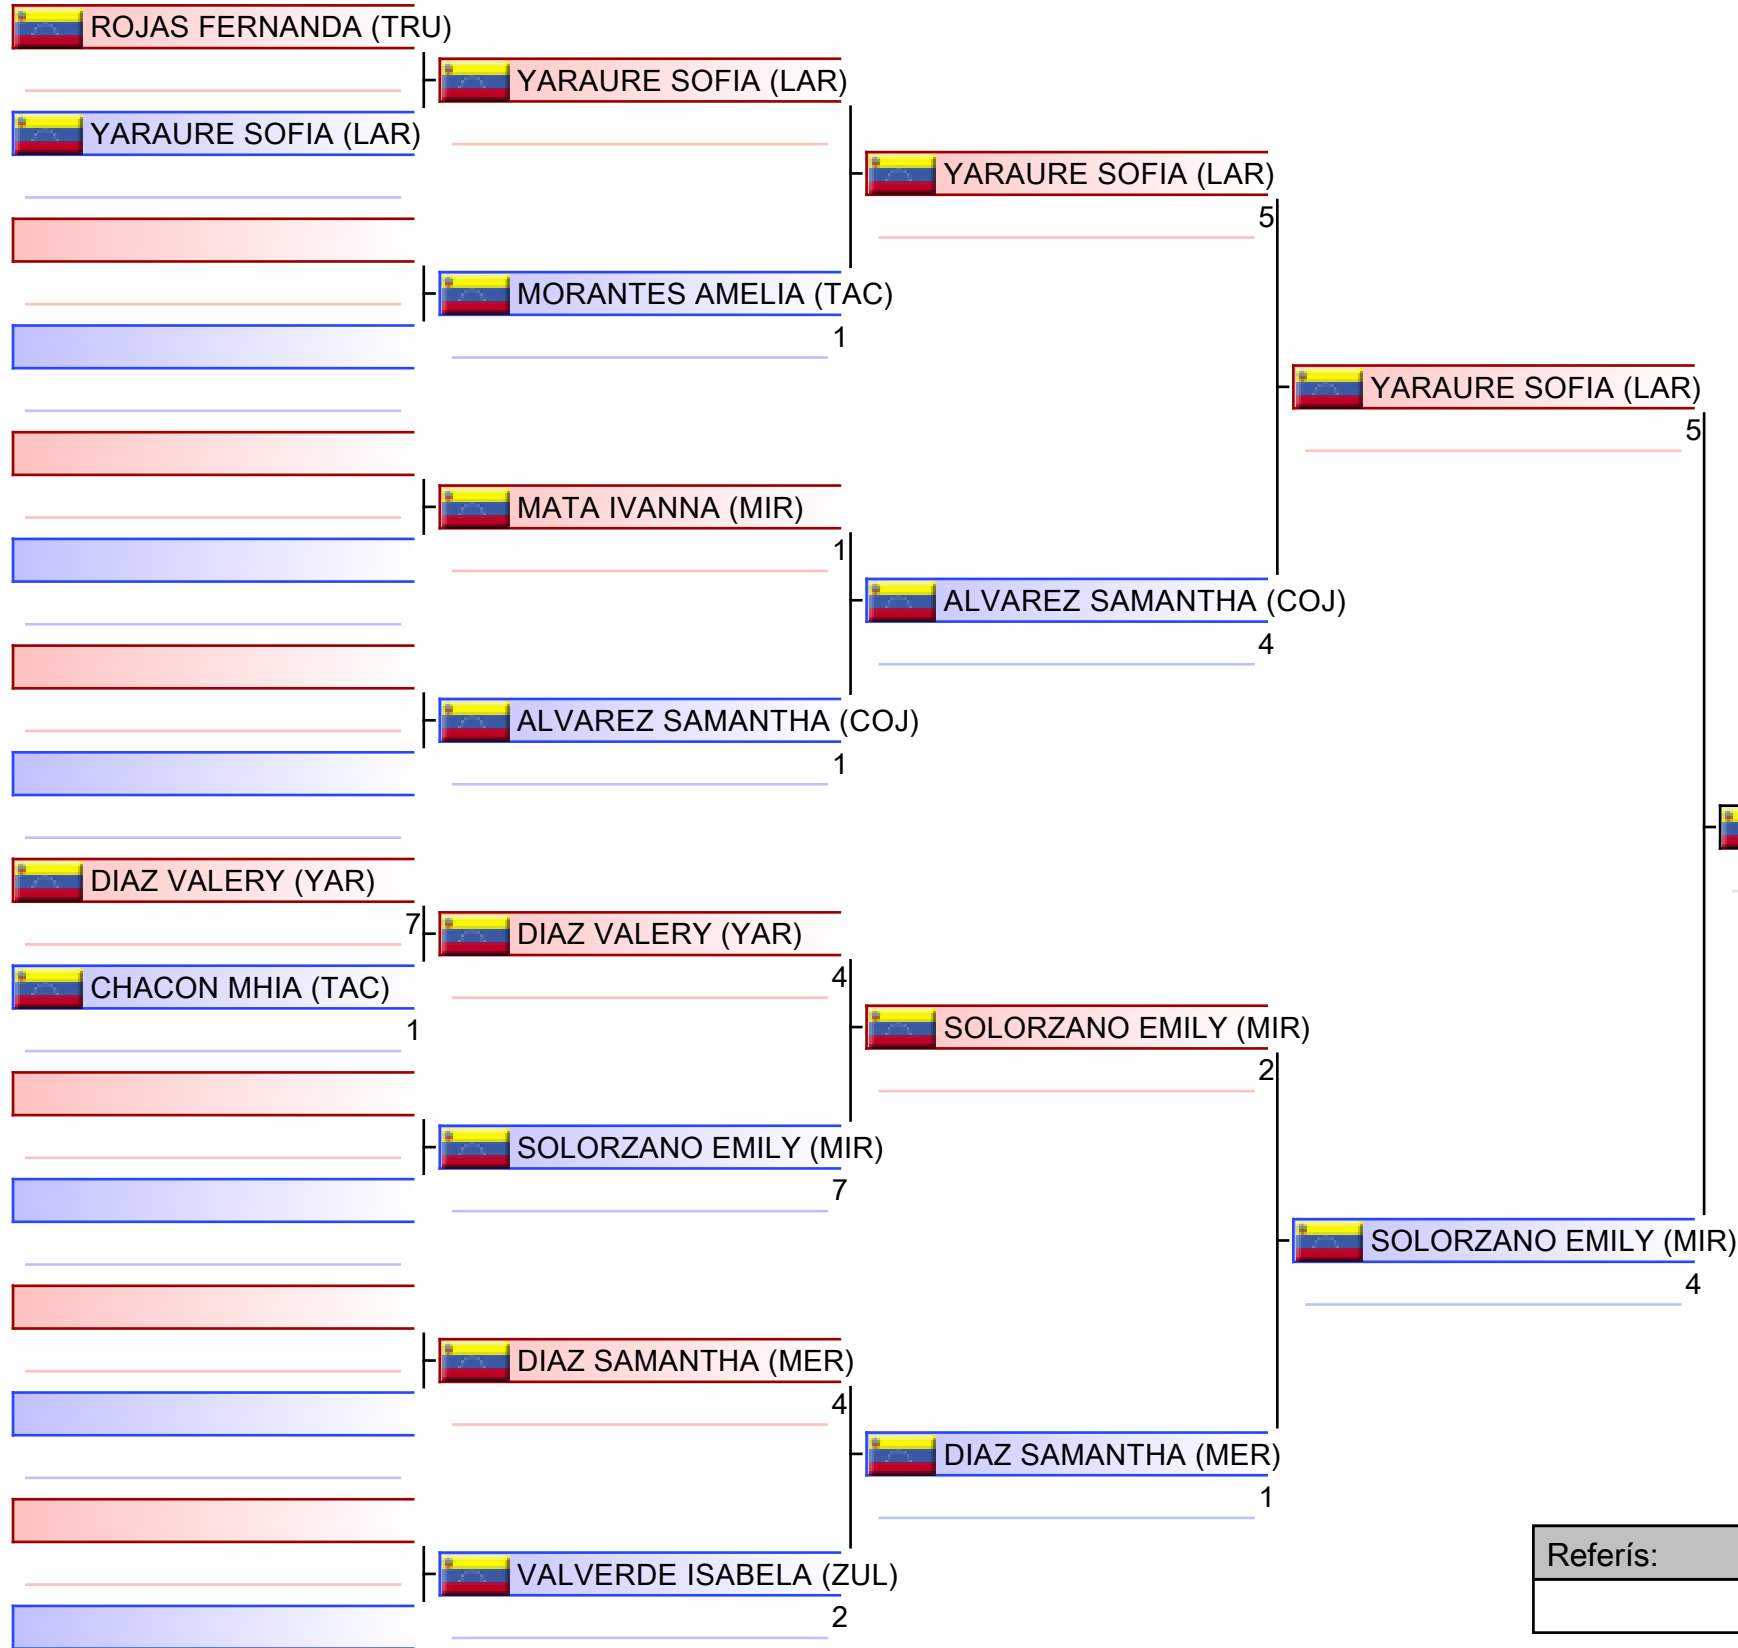 ROJAS FERNANDA (TRU)
YARAURE SOFIA (LAR)
YARAURE SOFIA (LAR)
YARAURE SOFIA (LAR)
5
MORANTES AMELIA (TAC)
1
YARAURE SOFIA (LAR)
5
MATA IVANNA (MIR)
1
ALVAREZ SAMANTHA (COJ)
4
ALVAREZ SAMANTHA (COJ)
1
DIAZ VALERY (YAR)
7
DIAZ VALERY (YAR)
4
CHACON MHIA (TAC)
1
SOLORZANO EMILY (MIR)
2
SOLORZANO EMILY (MIR)
7
SOLORZANO EMILY (MIR)
4
DIAZ SAMANTHA (MER)
4
DIAZ SAMANTHA (MER)
1
VALVERDE ISABELA (ZUL)
2
Referís: